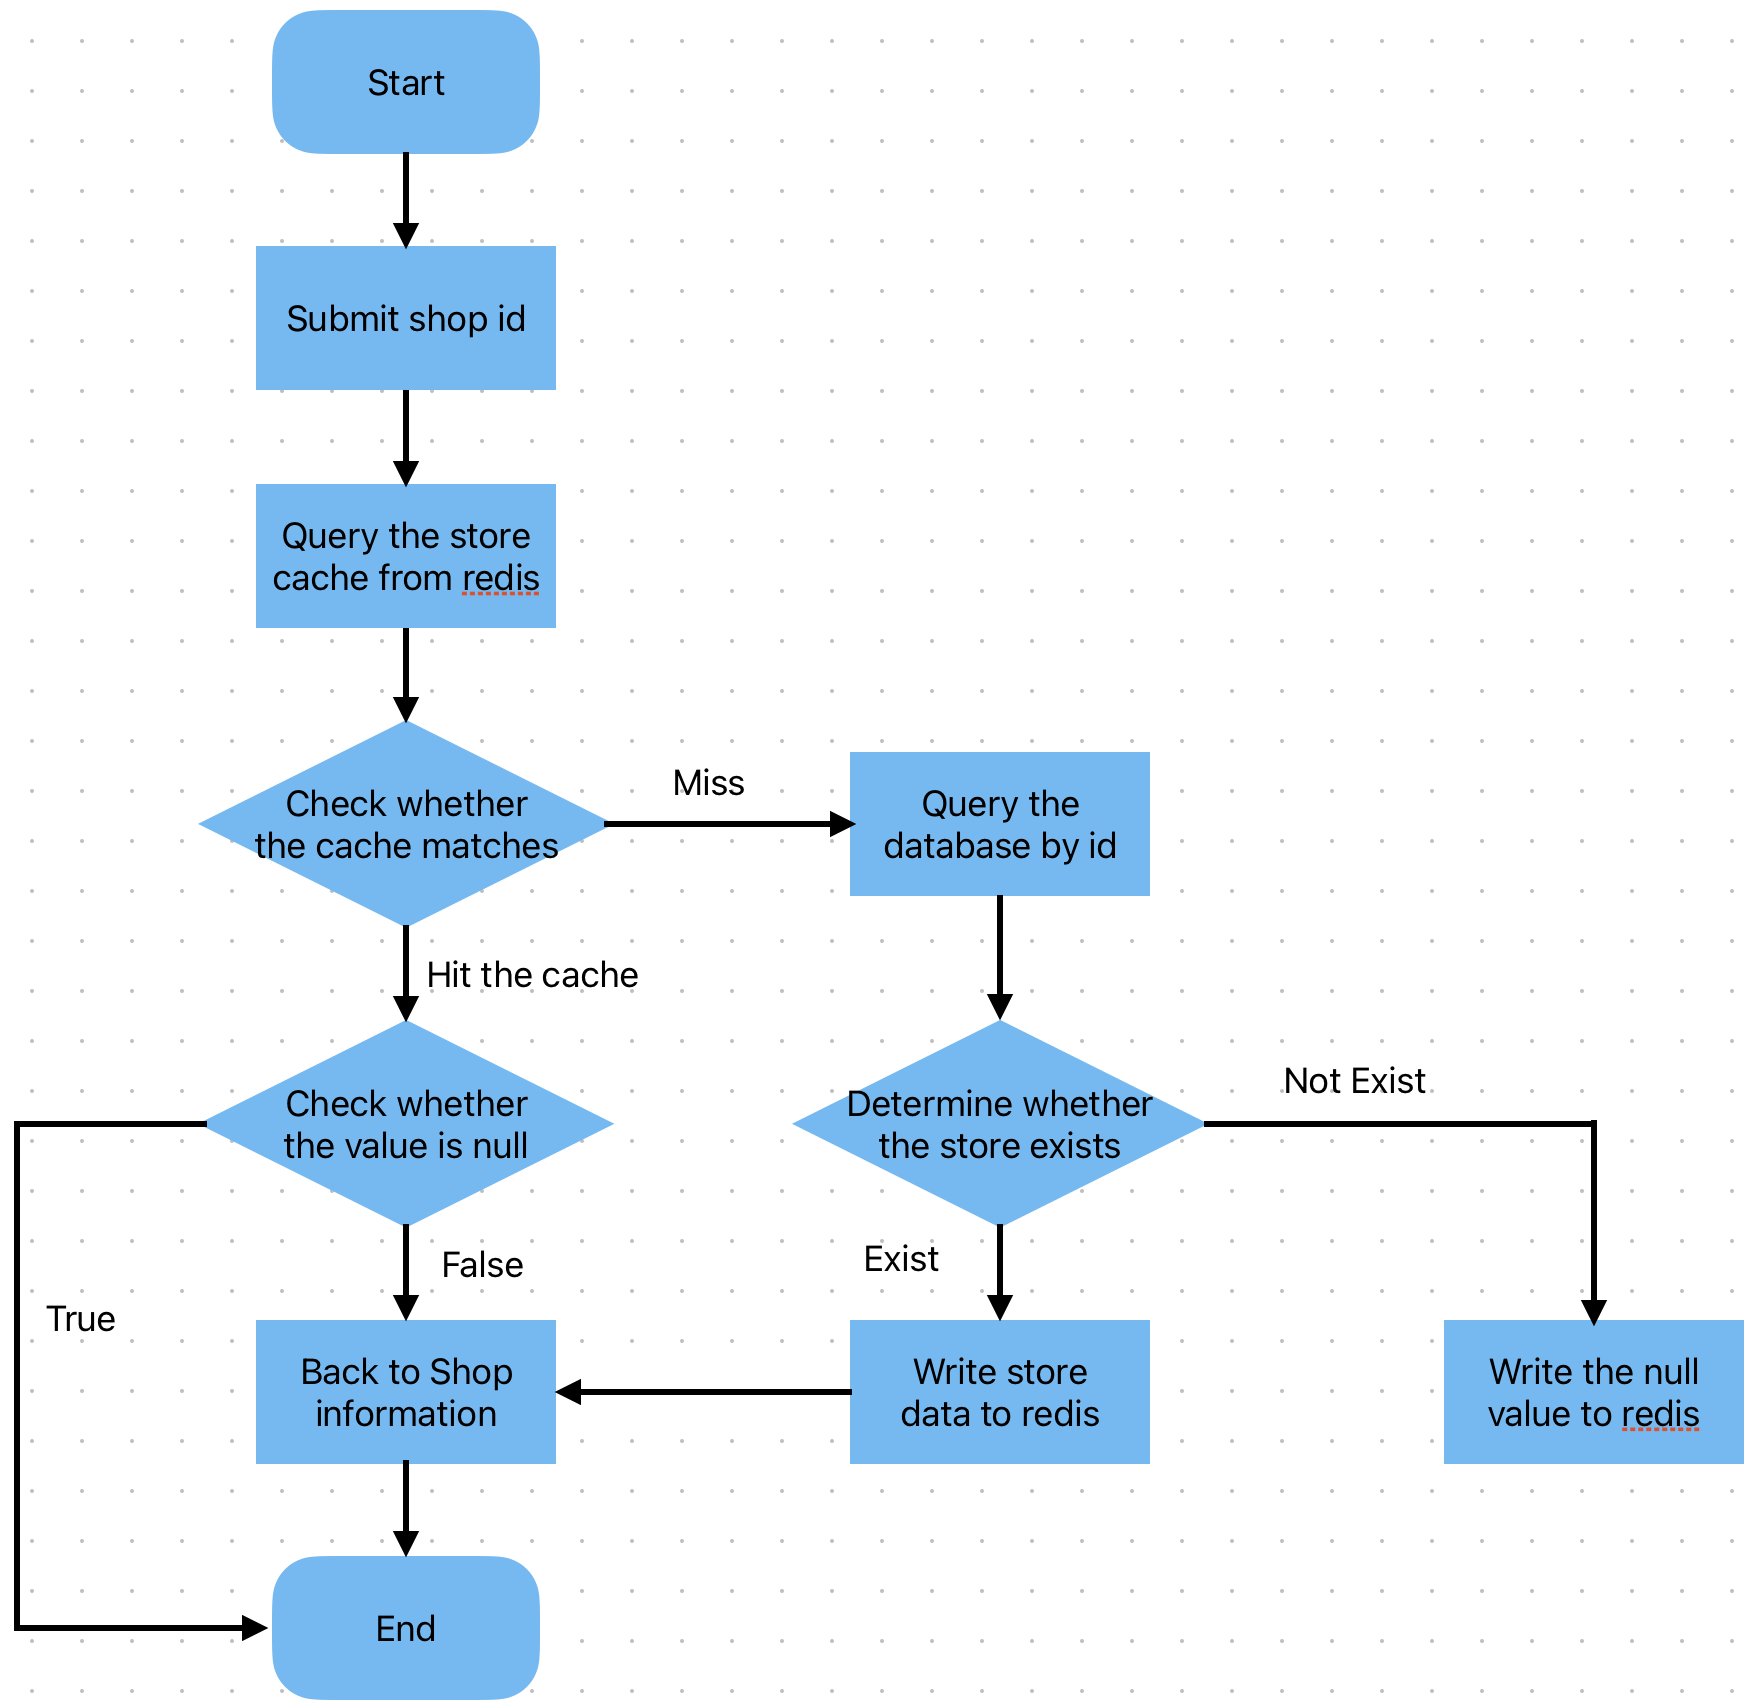 Start
Submit shop id
Query the store
cache from redis
Check whether
the cache matches
Miss
Query the
database by id
Hit the cache
Check whether
the value is null
Determine whether
the store exists
Not Exist
True
False
Exist
Back to Shop
information
Write store
data to redis
Write the null
value to redis
End